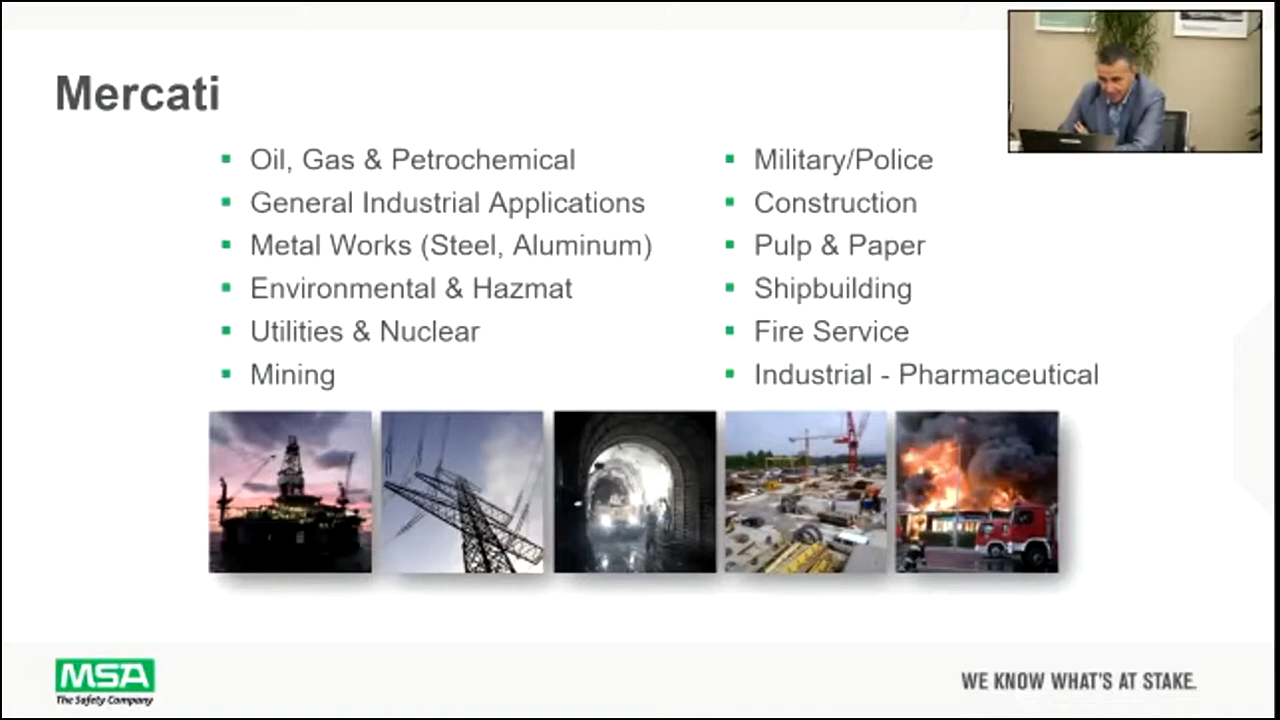 Mercati
Oil, Gas & Petrochemical
General Industrial Applications
Metal Works (Steel, Aluminum)
Environmental & Hazmat
Utilities & Nuclear
Mining
Military/Police
Construction
Pulp & Paper
Shipbuilding
Fire Service
Industrial - Pharmaceutical
MSA
The Safety Company
WE KNOW WHAT'S AT STAKE.